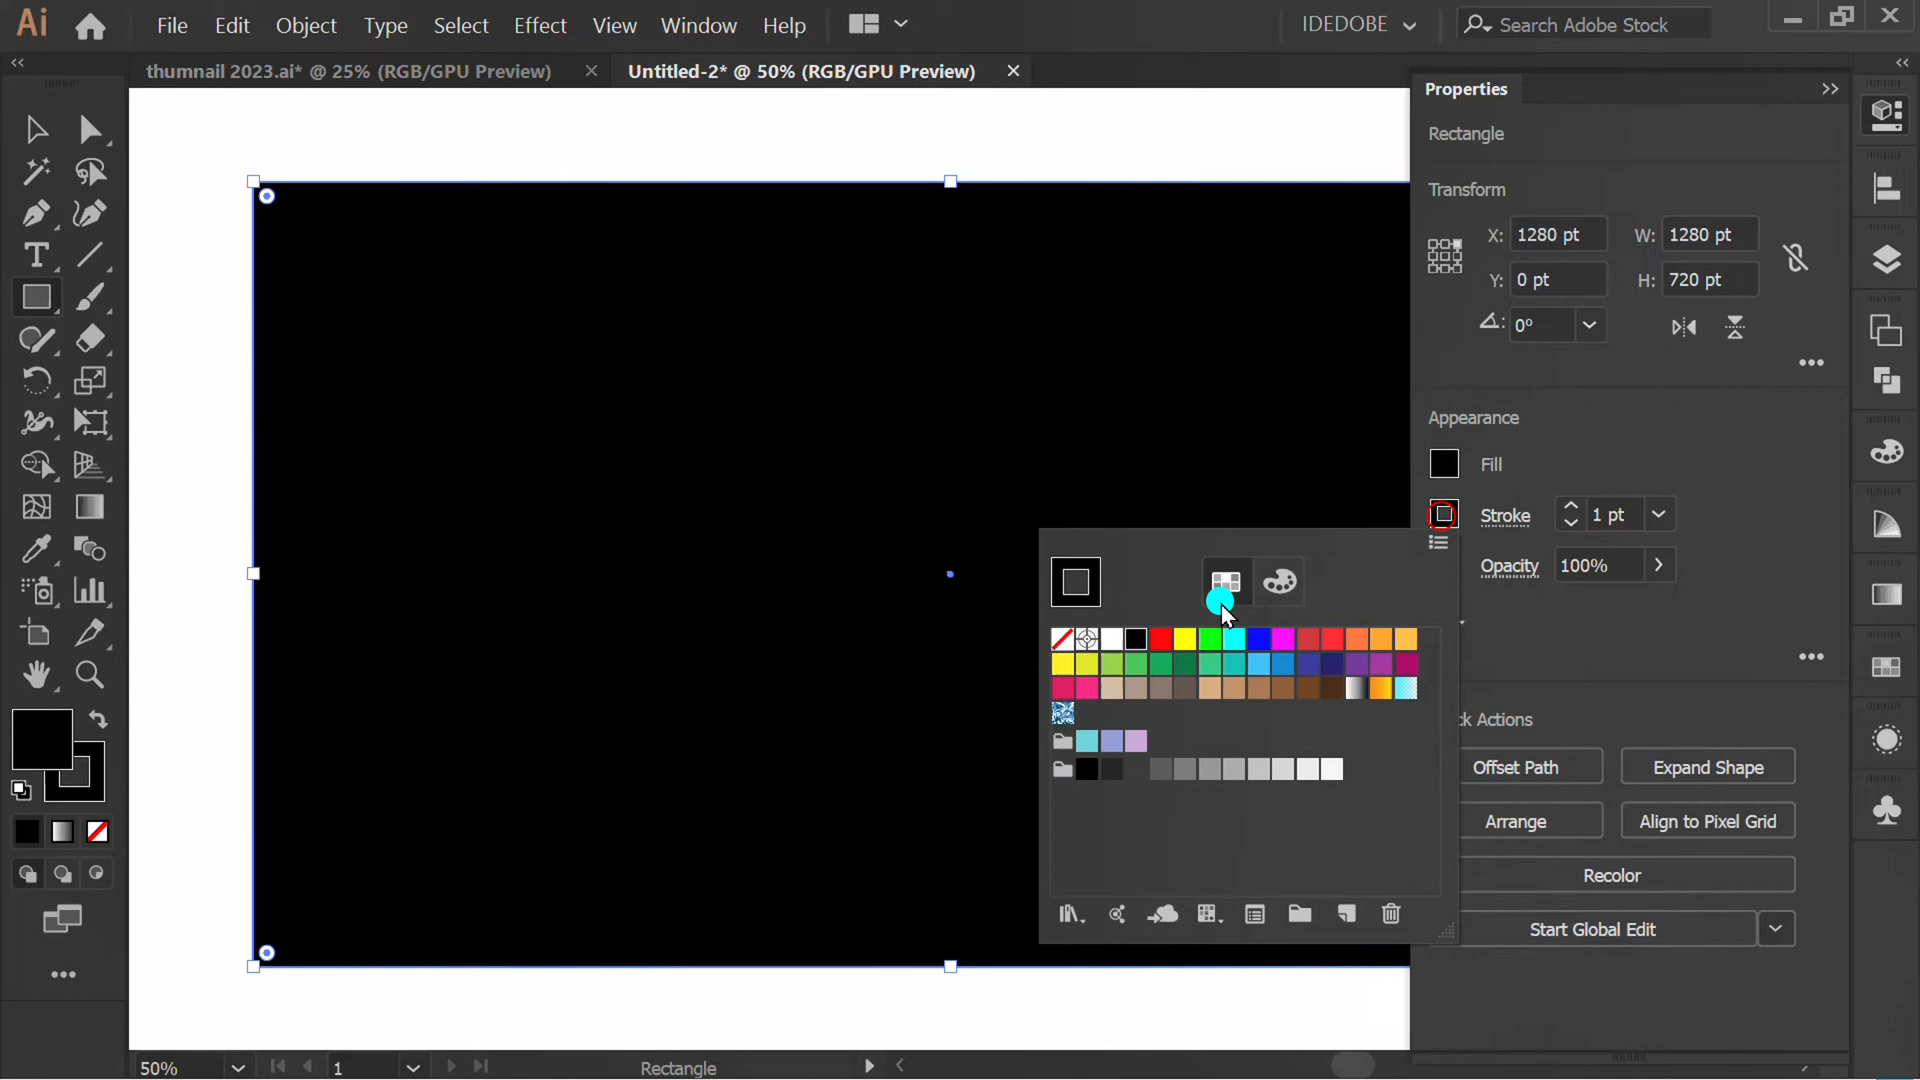 Ai File Edit Object Type Select Effect View Window Help IDEDOBE Search Adobe Stock
thumnail 2023.ai* @ 25% (RGB/GPU Preview) Untitled-2* @ 50% (RGB/GPU Preview)
Properties
Rectangle
Transform
X: 1280 pt W: 1280 pt
Y: 0 pt H: 720 pt
0°
Appearance
Fill
Stroke 1 pt
Opacity 100%
ck Actions
Offset Path Expand Shape
Arrange Align to Pixel Grid
Recolor
Start Global Edit
50% 1 Rectangle